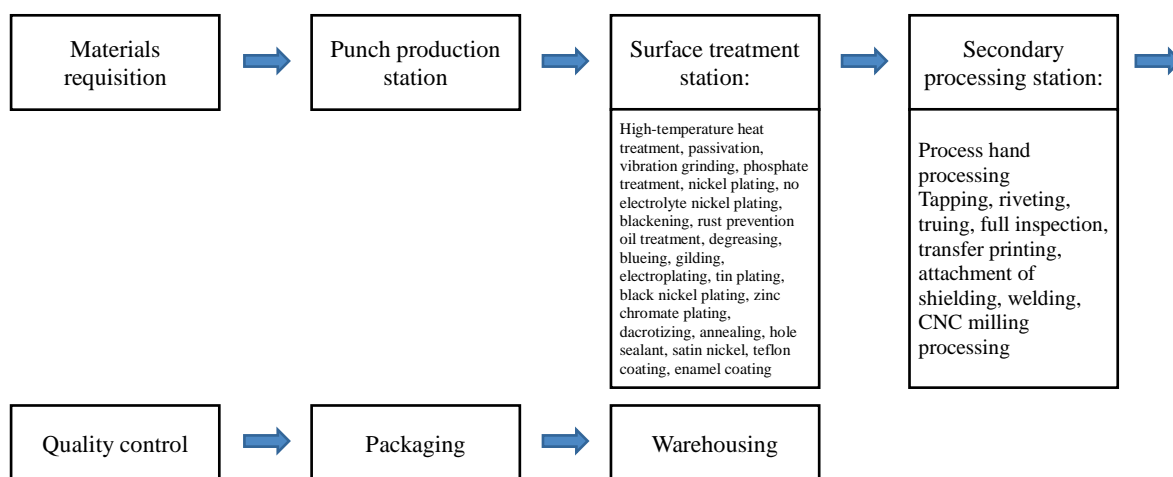 Materials
requisition
Punch production
station
Surface treatment
station:
Secondary
processing station:
High-temperature heat
treatment, passivation,
vibration grinding, phosphate
treatment, nickel plating, no
electrolyte nickel plating,
blackening, rust prevention
oil treatment, degreasing,
blueing, gilding,
electroplating, tin plating,
black nickel plating, zinc
chromate plating,
dacrotizing, annealing, hole
sealant, satin nickel, teflon
coating, enamel coating
Process hand
processing
Tapping, riveting,
truing, full inspection,
transfer printing,
attachment of
shielding, welding,
CNC milling
processing
Quality control
Packaging
Warehousing